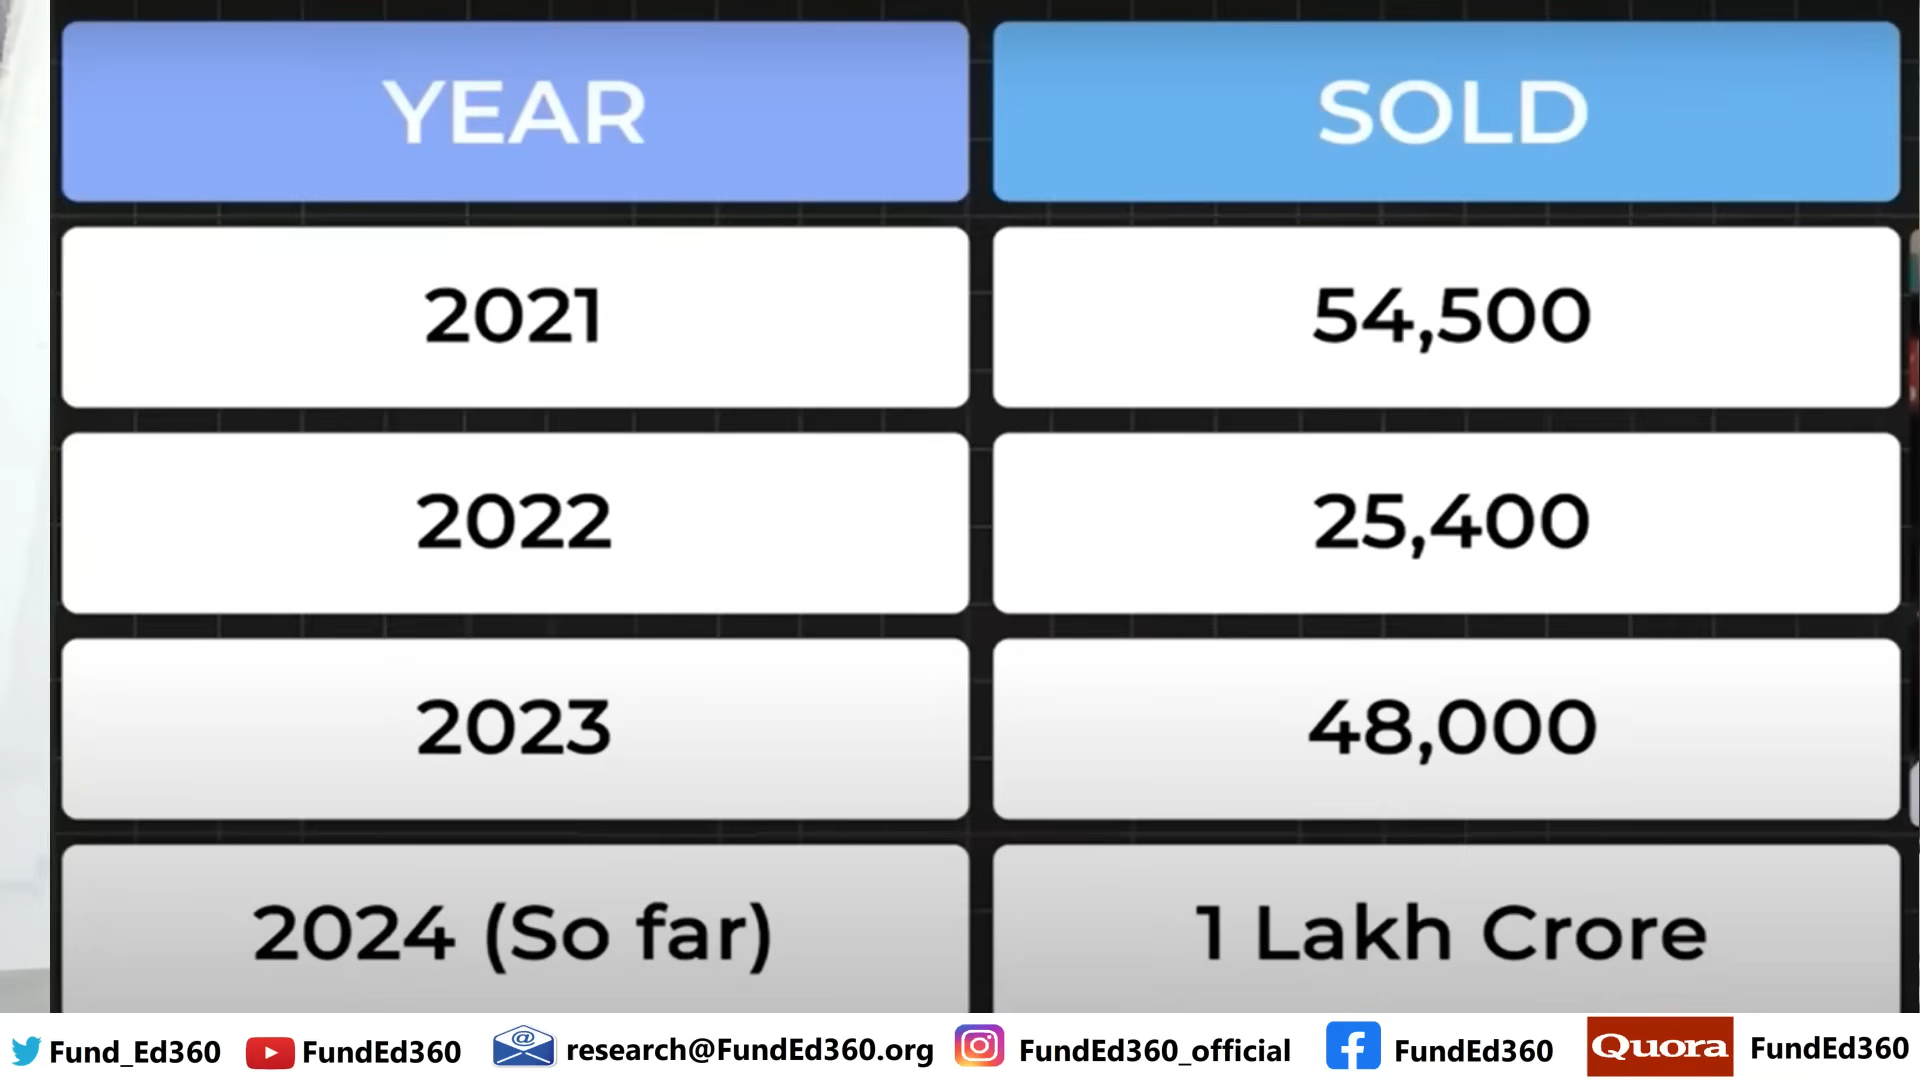 YEAR SOLD
2021 54,500
2022 25,400
2023 48,000
2024 (So far) 1 Lakh Crore
Fund_Ed360 FundEd360 research@FundEd360.org FundEd360_official FundEd360 Quora FundEd360